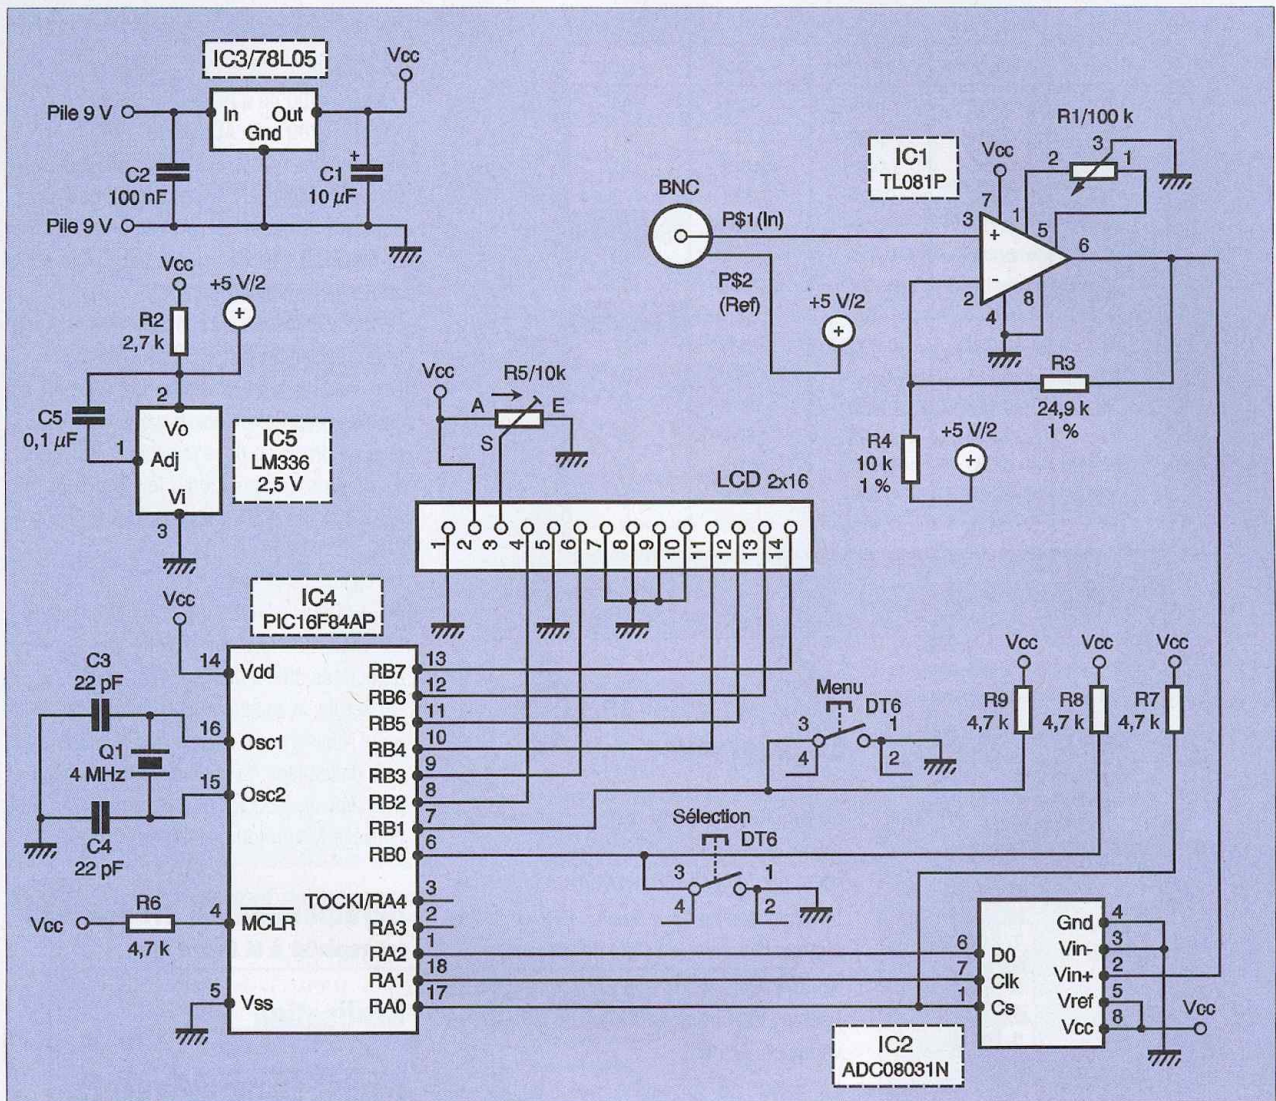 IC3/78L05
Vcc
Pile 9 V
In
Out
Gnd
C2
100 nF
+
C1
10 µF
Pile 9 V
Vcc
+5 V/2
+
R2
2,7 k
C5
0,1 µF
2
Vo
1
Adj
Vi
3
IC5
LM336
2,5 V
BNC
P$1(In)
P$2
(Ref)
+5 V/2
+
IC1
TL081P
R1/100 k
Vcc
7
3
+
1
5
6
-
2
4
8
2
3
1
R3
24,9 k
1 %
R4
10 k
1 %
+5 V/2
+
Vcc
R5/10k
A
E
S
LCD 2x16
1
2
3
4
5
6
7
8
9
10
11
12
13
14
IC4
PIC16F84AP
Vcc
14
Vdd
C3
22 pF
16
Osc1
Q1
4 MHz
15
Osc2
C4
22 pF
R6
Vcc
4,7 k
4
MCLR
5
Vss
RB7
13
RB6
12
RB5
11
RB4
10
RB3
9
RB2
8
RB1
7
RB0
6
TOCKI/RA4
3
RA3
2
RA2
1
RA1
18
RA0
17
Menu
DT6
3
1
4
2
Sélection
DT6
3
1
4
2
Vcc
Vcc
Vcc
R9
4,7 k
R8
4,7 k
R7
4,7 k
6
D0
7
Clk
1
Cs
Gnd
4
Vin-
3
Vin+
2
Vref
5
Vcc
8
Vcc
IC2
ADC08031N